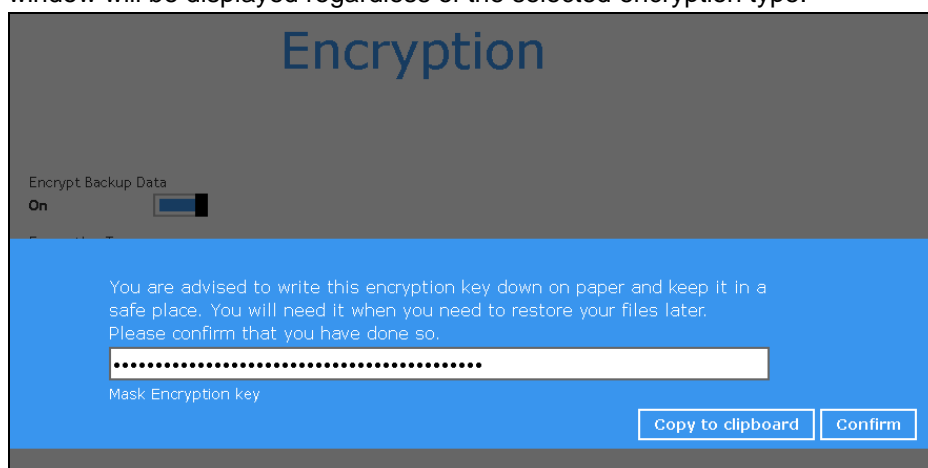 window will be displayed regardless of the selected encryption type.
Encryption
Encrypt Backup Data
On
You are advised to write this encryption key down on paper and keep it in a
safe place. You will need it when you need to restore your files later.
Please confirm that you have done so.
Mask Encryption key
Copy to clipboard Confirm